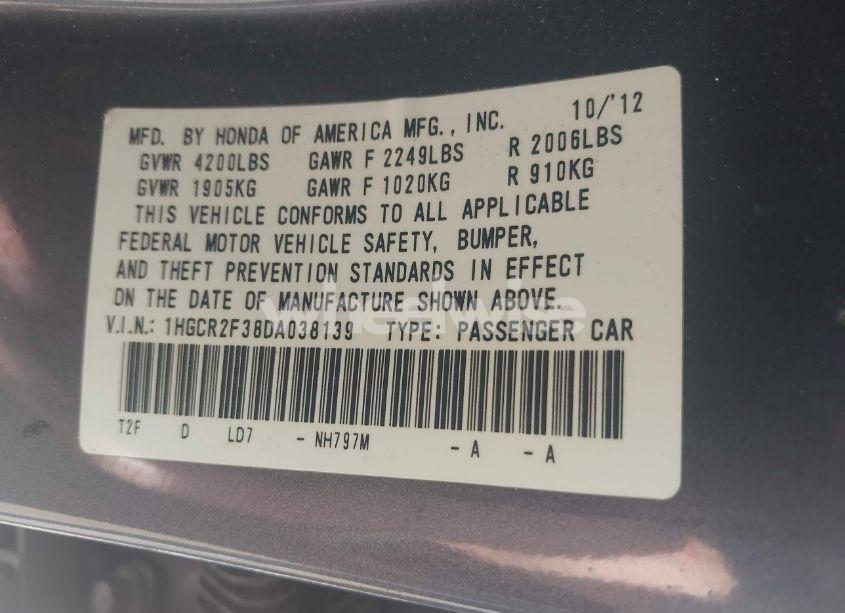 MFD. BY HONDA OF AMERICA MFG., INC. 10/'12
GVWR 4200LBS GAWR F 2249LBS R 2006LBS
GVWR 1905KG GAWR F 1020KG R 910KG
THIS VEHICLE CONFORMS TO ALL APPLICABLE
FEDERAL MOTOR VEHICLE SAFETY, BUMPER,
AND THEFT PREVENTION STANDARDS IN EFFECT
ON THE DATE OF MANUFACTURE SHOWN ABOVE.
wheelwise
V.I.N.: 1HGCR2F38DA038139 TYPE: PASSENGER CAR
T2F D LD7 - NH797M - A - A